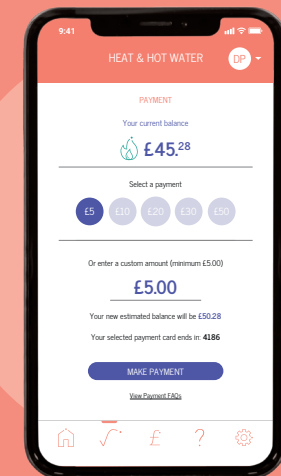 9:41
HEAT & HOT WATER DP
PAYMENT
Your current balance
£45.28
Select a payment
£5 £10 £20 £30 £50
Or enter a custom amount (minimum £5.00)
£5.00
Your new estimated balance will be £50.28
Your selected payment card ends in: 4186
MAKE PAYMENT
View Payment FAQs
£ ?